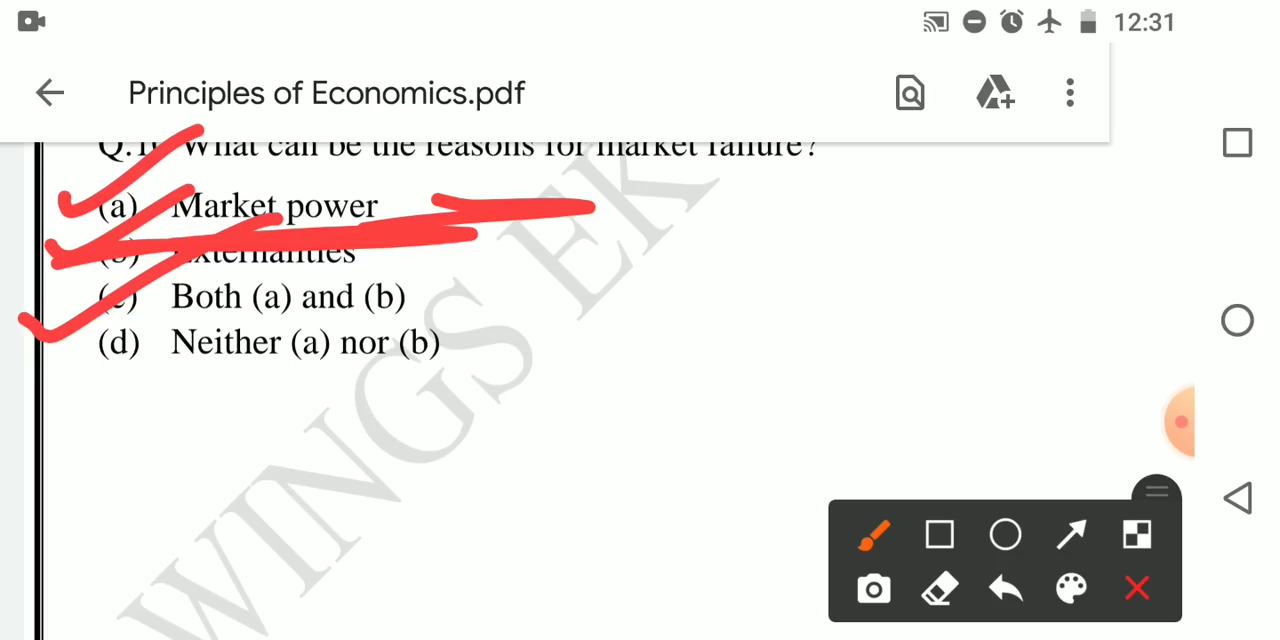 12:31
Principles of Economics.pdf
What can be the reasons for market failure?
(a) Market power
(b) Externalities
(c) Both (a) and (b)
(d) Neither (a) nor (b)
WINGS EK